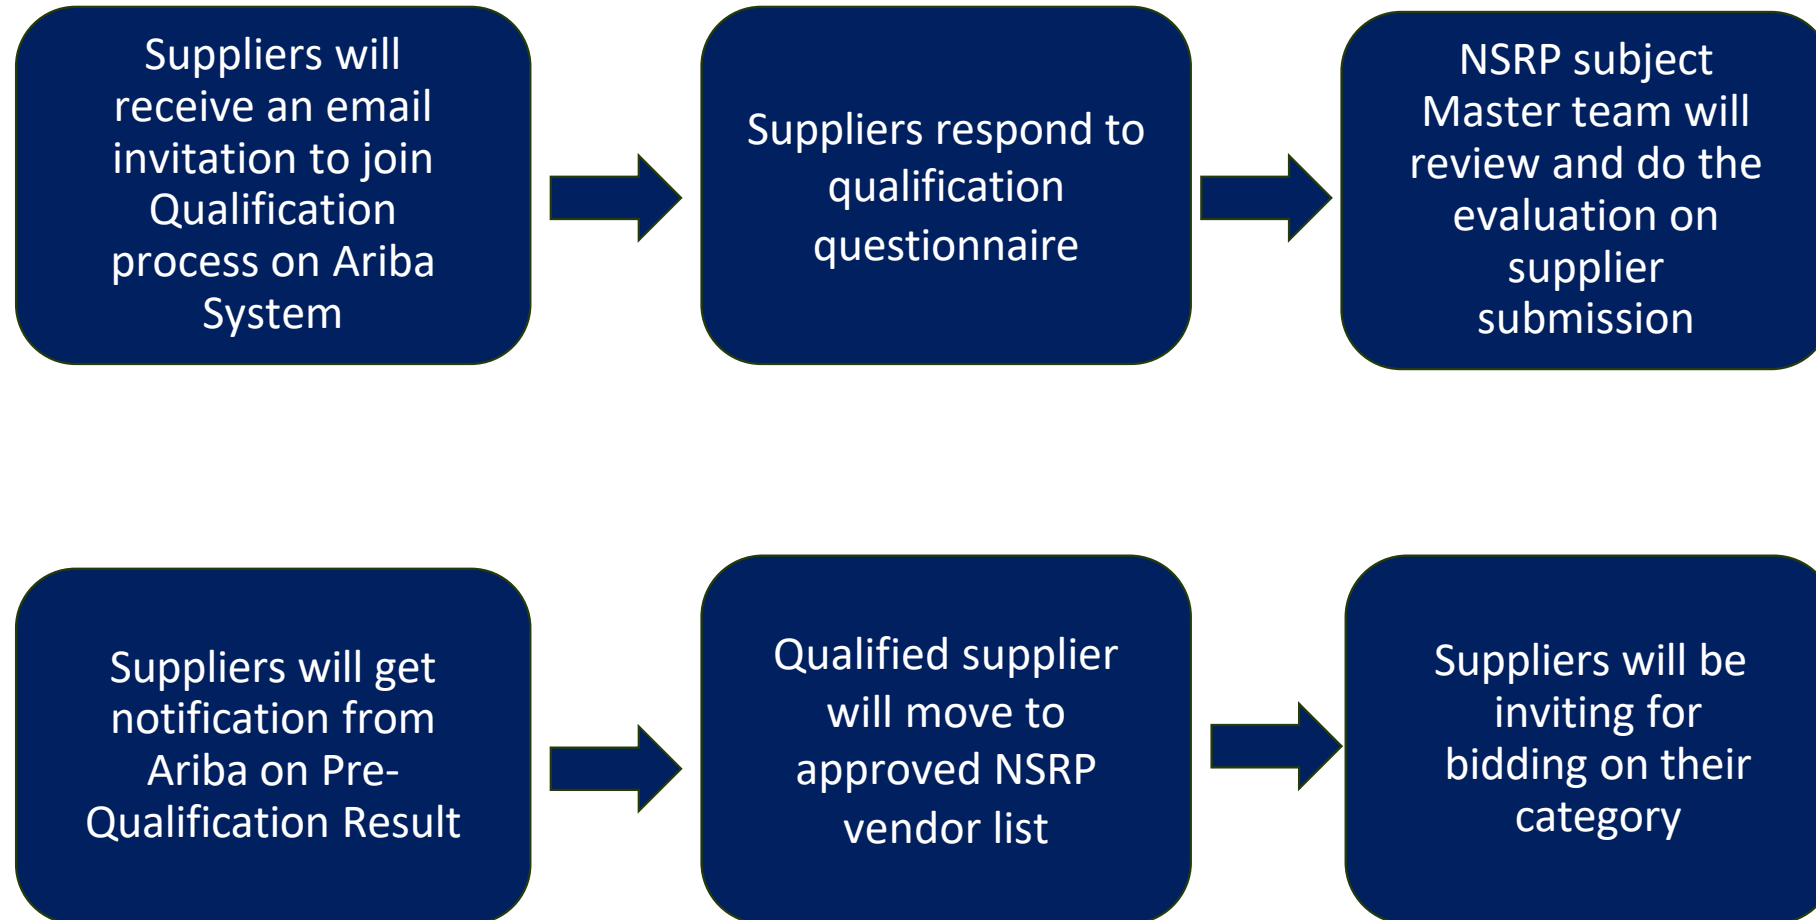 Suppliers will
receive an email
invitation to join
Qualification
process on Ariba
System
Suppliers respond to
qualification
questionnaire
NSRP subject
Master team will
review and do the
evaluation on
supplier
submission
Suppliers will get
notification from
Ariba on Pre-
Qualification Result
Qualified supplier
will move to
approved NSRP
vendor list
Suppliers will be
inviting for
bidding on their
category